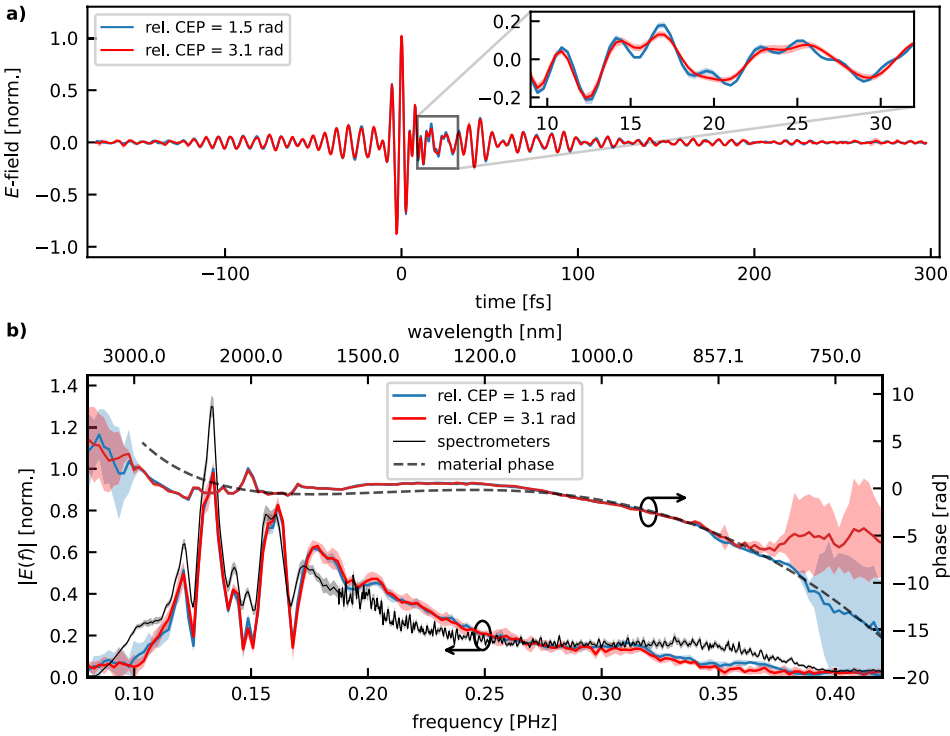 a)
rel. CEP = 1.5 rad
rel. CEP = 3.1 rad
E-field [norm.]
1.0
0.5
0.0
−0.5
−1.0
0.2
0.0
−0.2
10 15 20 25 30
−100 0 100 200 300
time [fs]
b)
wavelength [nm]
3000.0 2000.0 1500.0 1200.0 1000.0 857.1 750.0
|E(f)| [norm.]
1.4
1.2
1.0
0.8
0.6
0.4
0.2
0.0
rel. CEP = 1.5 rad
rel. CEP = 3.1 rad
spectrometers
material phase
10
5
0
−5
−10
−15
−20
phase [rad]
0.10 0.15 0.20 0.25 0.30 0.35 0.40
frequency [PHz]